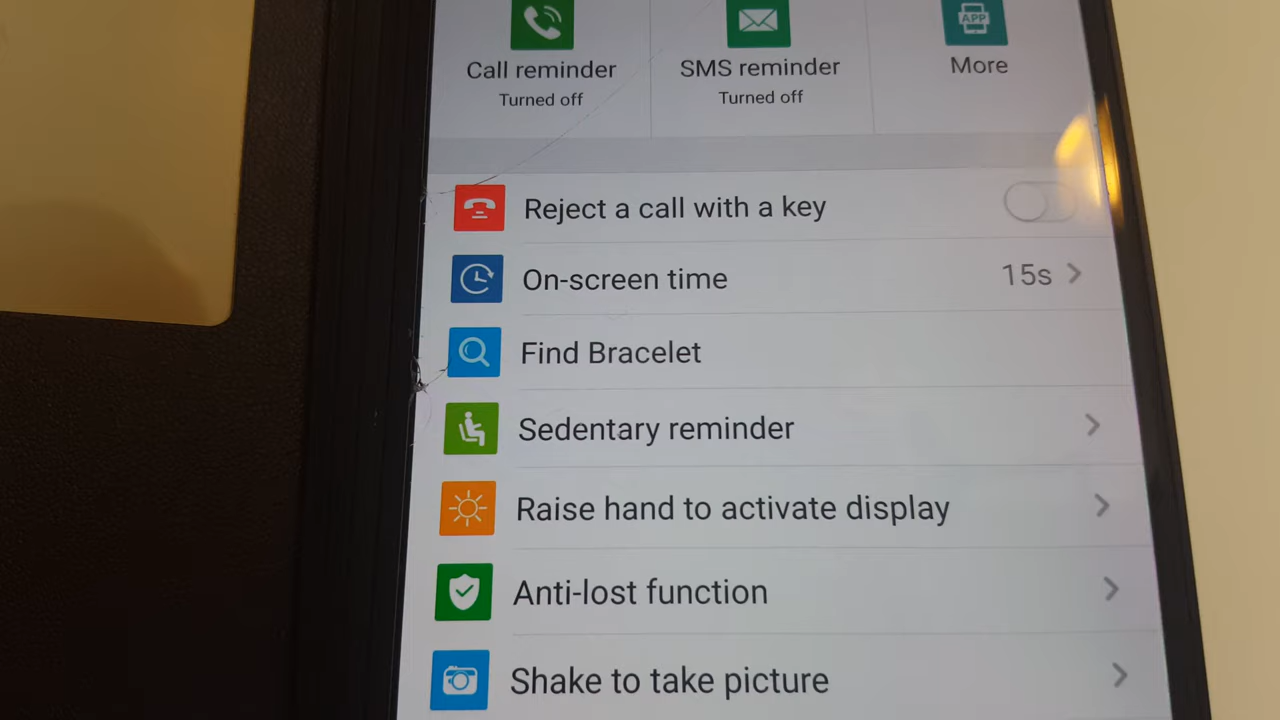 Call reminder
Turned off
SMS reminder
Turned off
APP
More
Reject a call with a key
On-screen time
15s
Find Bracelet
Sedentary reminder
Raise hand to activate display
Anti-lost function
Shake to take picture